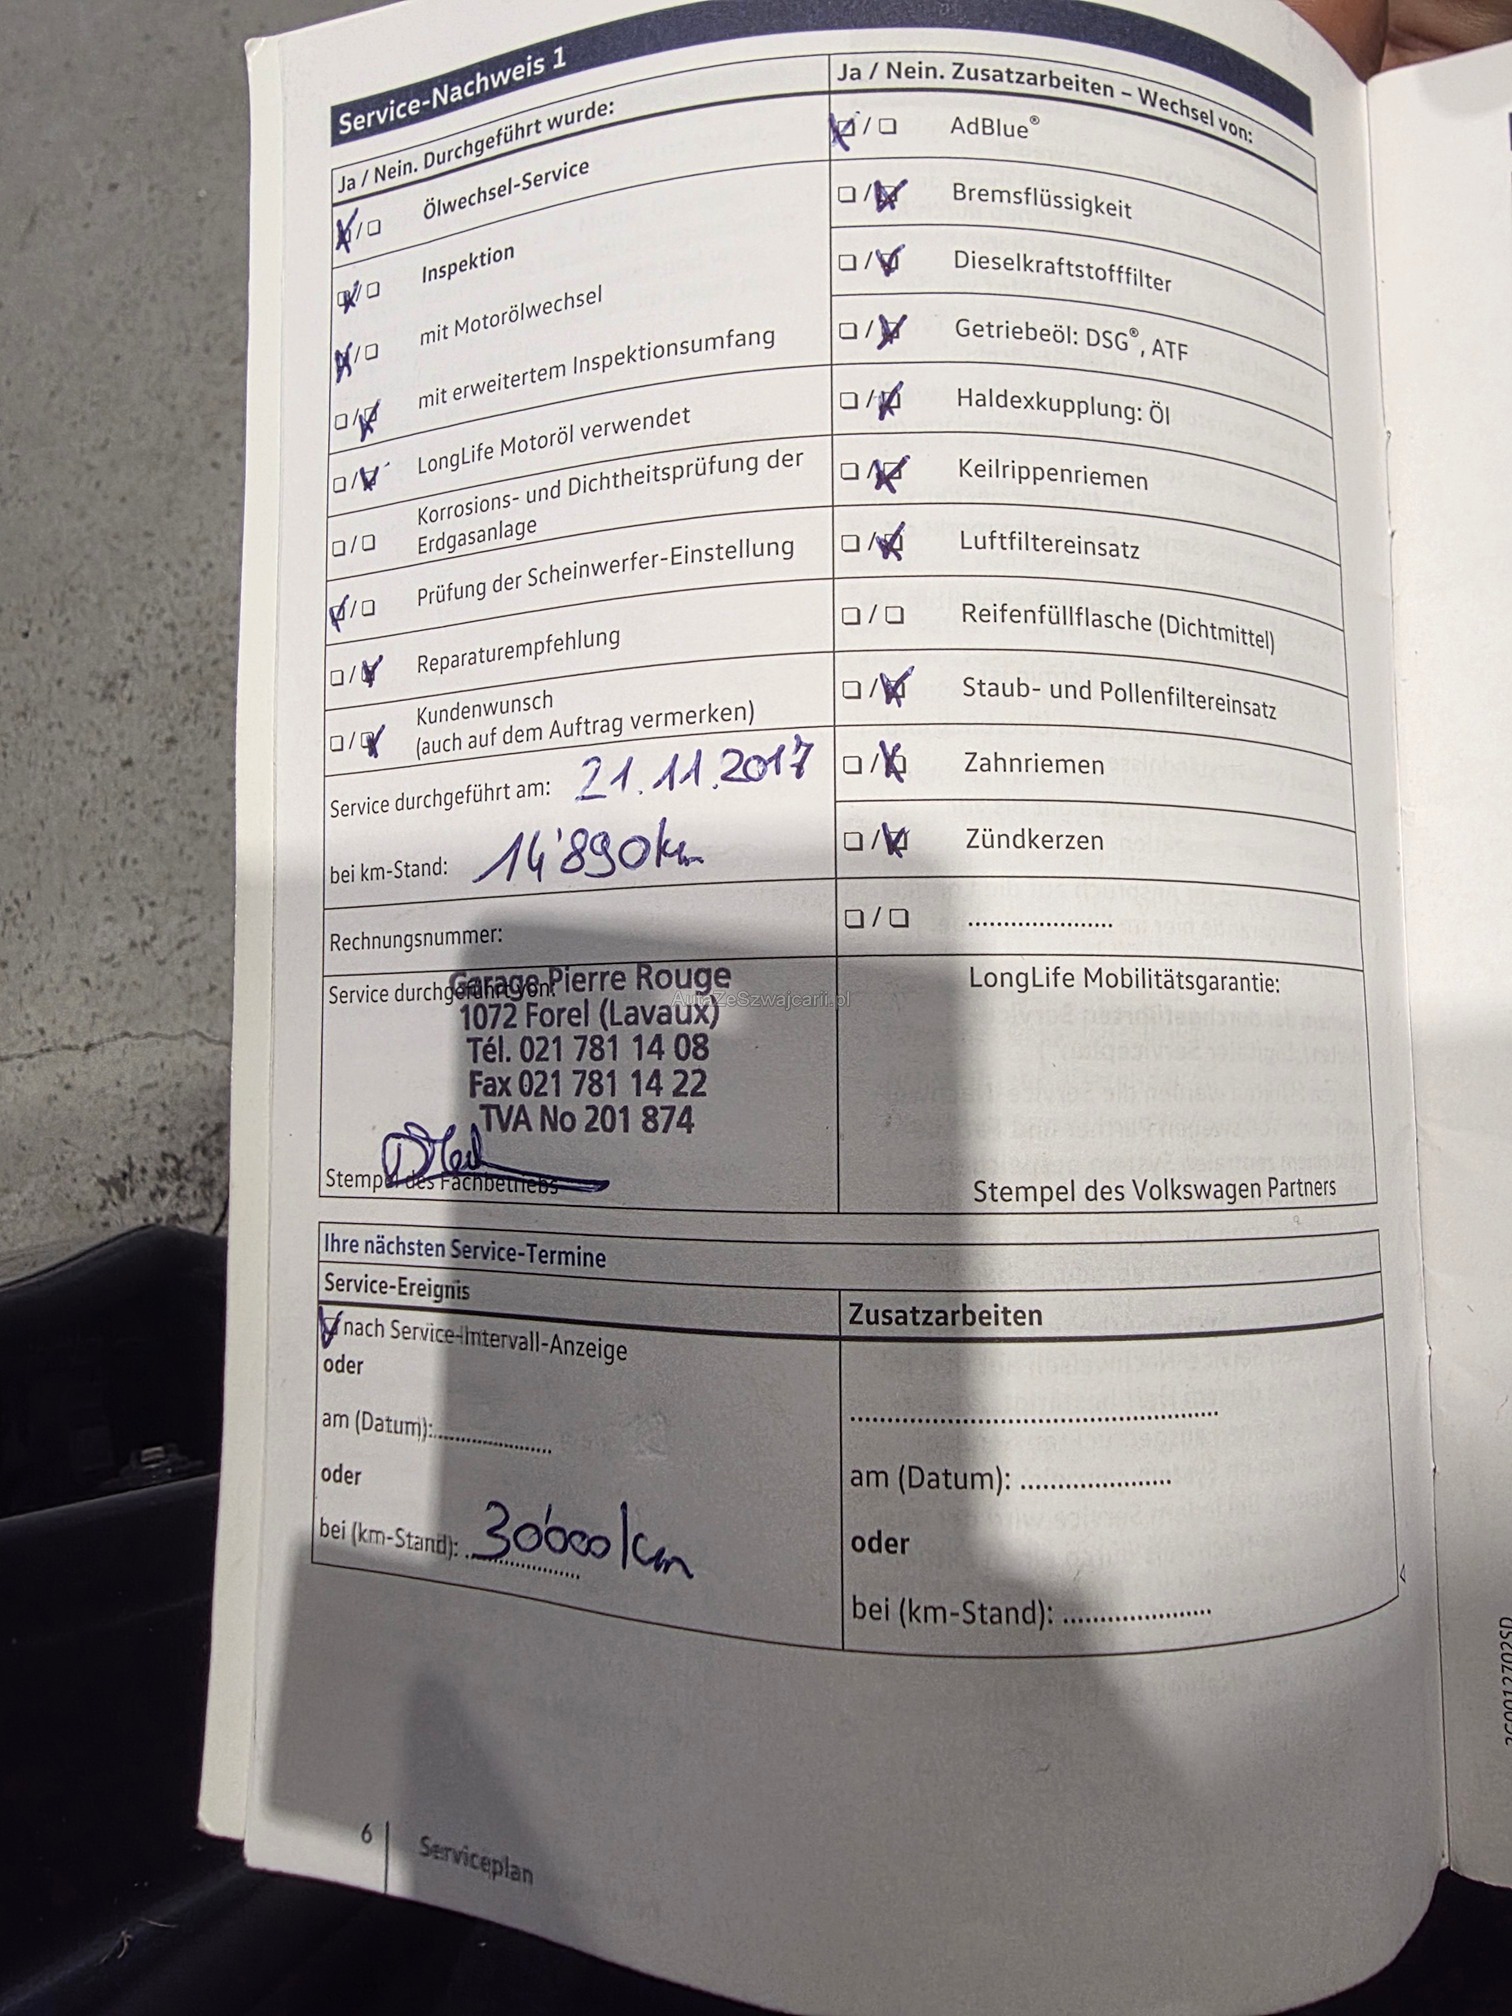 Service-Nachweis 1
Ja / Nein. Durchgeführt wurde:
Ölwechsel-Service
Inspektion
mit Motorölwechsel
mit erweitertem Inspektionsumfang
LongLife Motoröl verwendet
Korrosions- und Dichtheitsprüfung der
Erdgasanlage
Prüfung der Scheinwerfer-Einstellung
Reparaturempfehlung
Kundenwunsch
(auch auf dem Auftrag vermerken)
Service durchgeführt am: 21.11.2017
bei km-Stand: 14'890km
Rechnungsnummer:
Service durchgeführt von:
Garage Pierre Rouge
1072 Forel (Lavaux)
Tél. 021 781 14 08
Fax 021 781 14 22
TVA No 201 874
Stempel des Fachbetriebs
Ja / Nein. Zusatzarbeiten – Wechsel von:
AdBlue®
Bremsflüssigkeit
Dieselkraftstofffilter
Getriebeöl: DSG®, ATF
Haldexkupplung: Öl
Keilrippenriemen
Luftfiltereinsatz
Reifenfüllflasche (Dichtmittel)
Staub- und Pollenfiltereinsatz
Zahnriemen
Zündkerzen
LongLife Mobilitätsgarantie:
Stempel des Volkswagen Partners
AutaZeSzwajcarii.pl
Ihre nächsten Service-Termine
Service-Ereignis
nach Service-Intervall-Anzeige
oder
am (Datum):
oder
bei (km-Stand): 30'000 km
Zusatzarbeiten
am (Datum):
oder
bei (km-Stand):
6
Serviceplan